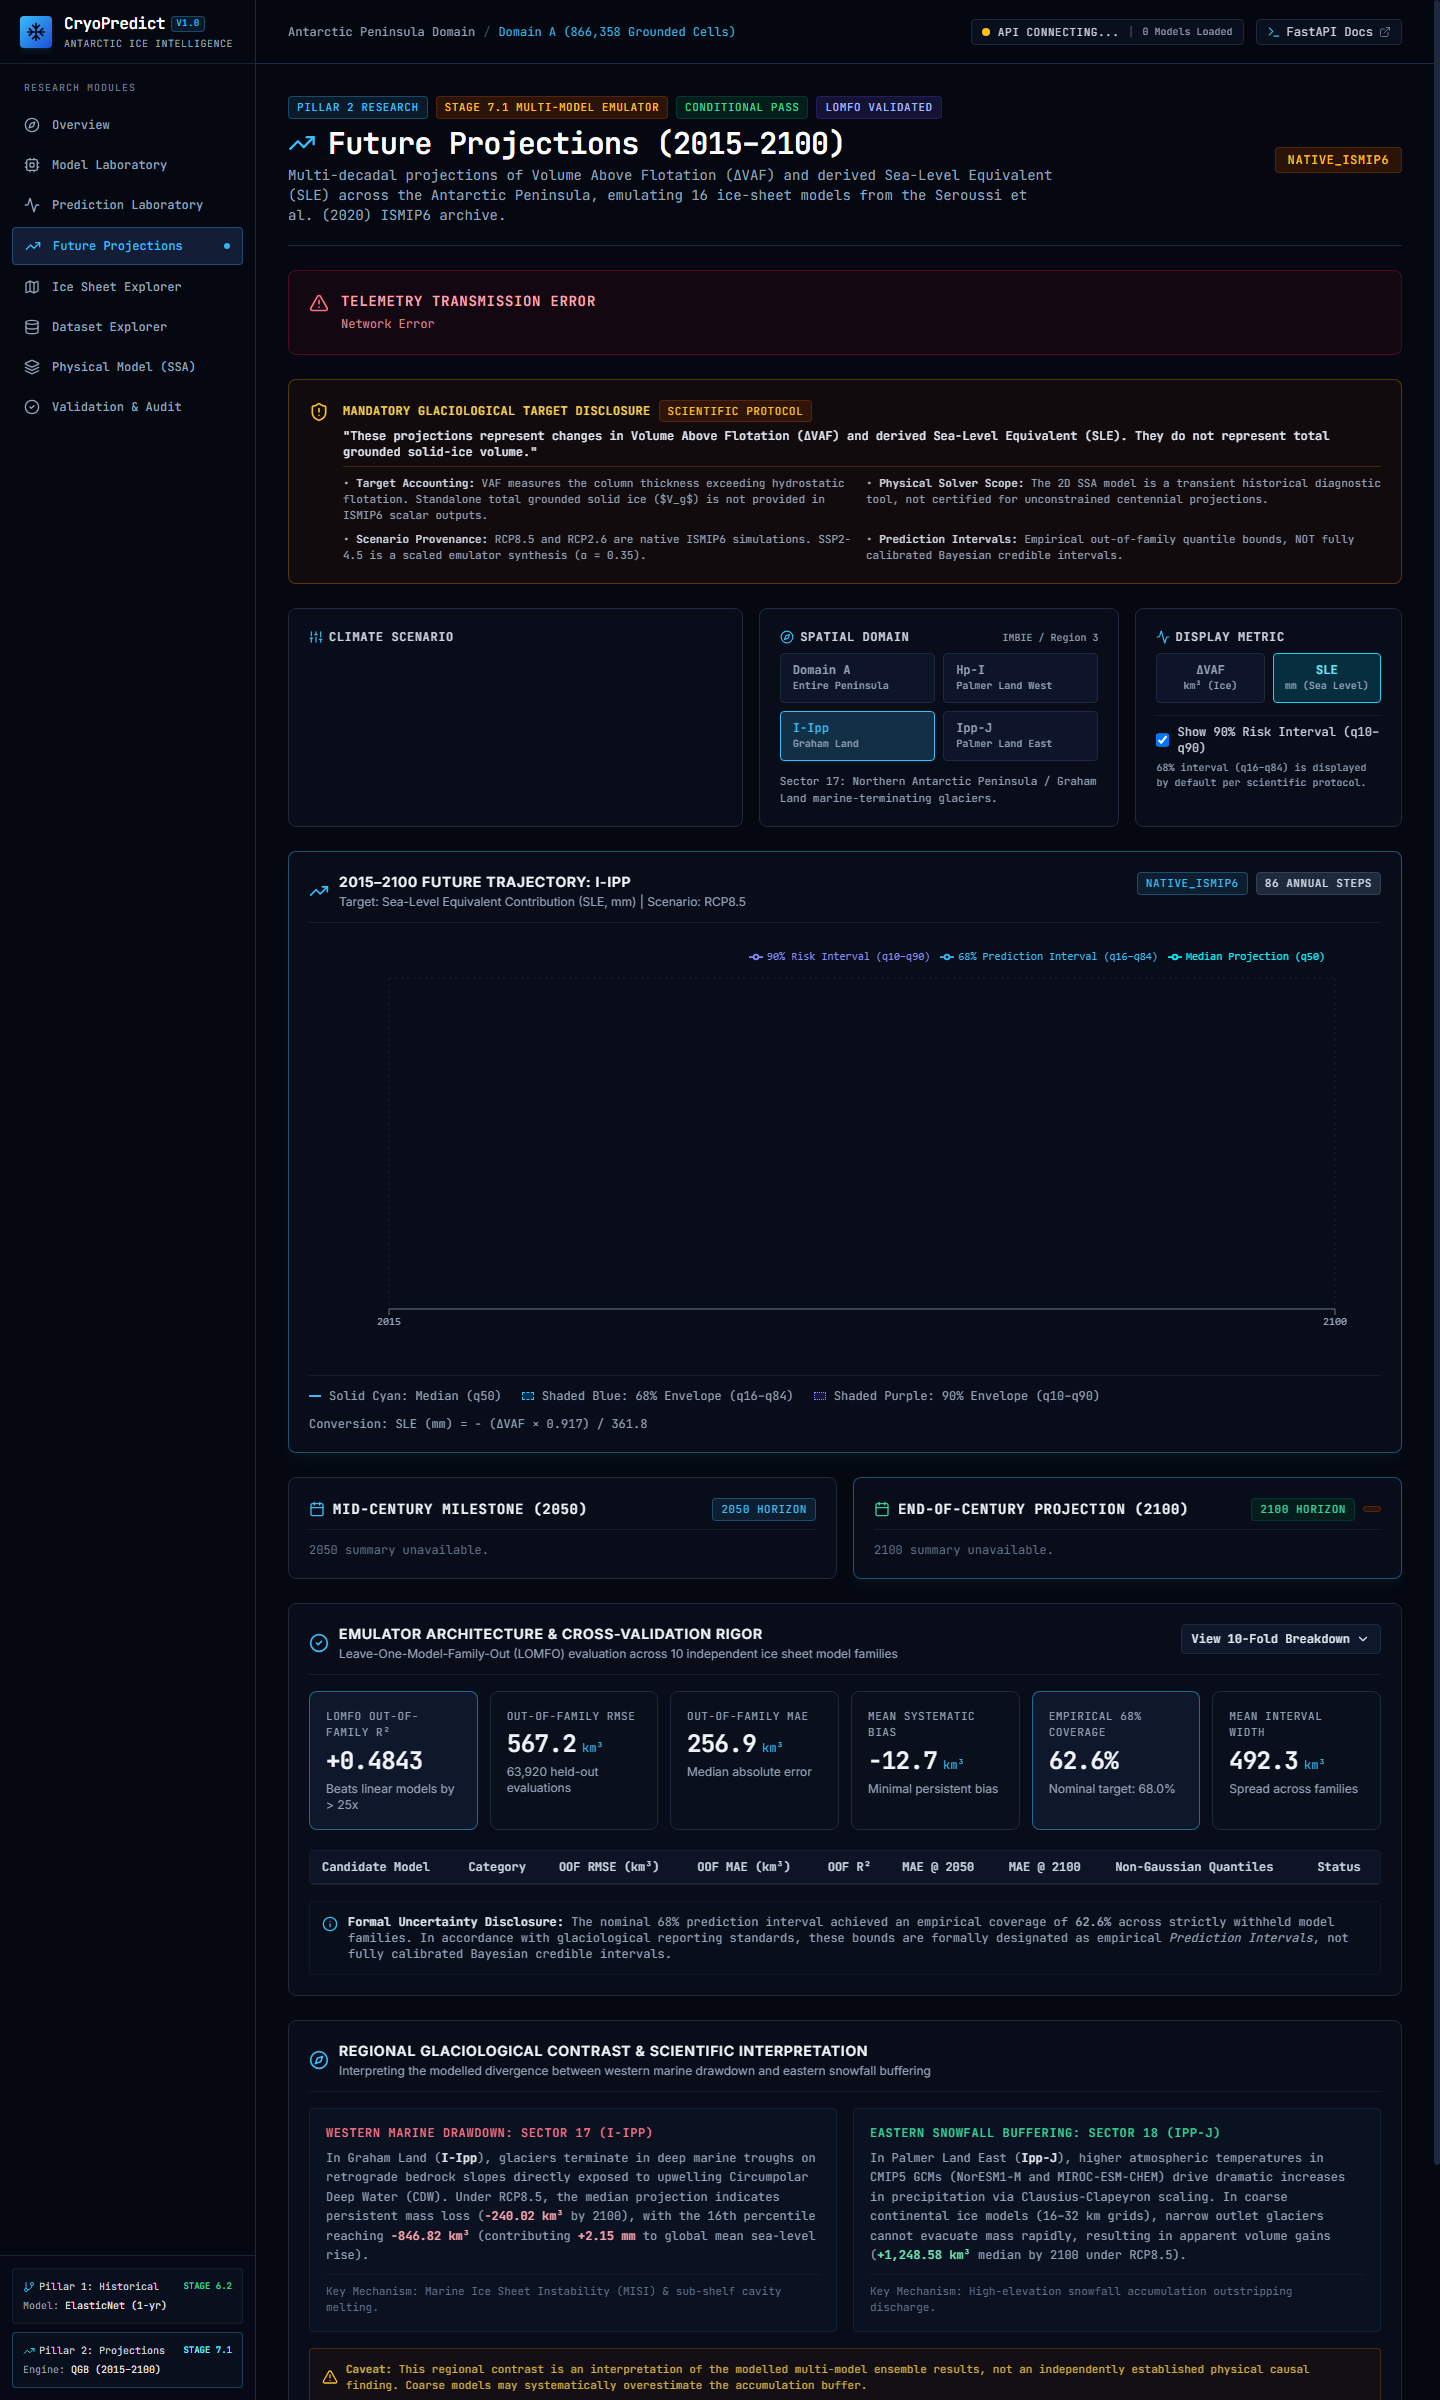 CryoPredict V1.0
ANTARCTIC ICE INTELLIGENCE
RESEARCH MODULES
Overview
Model Laboratory
Prediction Laboratory
Future Projections
Ice Sheet Explorer
Dataset Explorer
Physical Model (SSA)
Validation & Audit
Pillar 1: Historical STAGE 6.2
Model: ElasticNet (1-yr)
Pillar 2: Projections STAGE 7.1
Engine: QGB (2015–2100)
Antarctic Peninsula Domain / Domain A (866,358 Grounded Cells)
API CONNECTING... | 0 Models Loaded
FastAPI Docs
PILLAR 2 RESEARCH STAGE 7.1 MULTI-MODEL EMULATOR CONDITIONAL PASS LOMFO VALIDATED
Future Projections (2015–2100)
NATIVE_ISMIP6
Multi-decadal projections of Volume Above Flotation (ΔVAF) and derived Sea-Level Equivalent
(SLE) across the Antarctic Peninsula, emulating 16 ice-sheet models from the Seroussi et
al. (2020) ISMIP6 archive.
TELEMETRY TRANSMISSION ERROR
Network Error
MANDATORY GLACIOLOGICAL TARGET DISCLOSURE SCIENTIFIC PROTOCOL
"These projections represent changes in Volume Above Flotation (ΔVAF) and derived Sea-Level Equivalent (SLE). They do not represent total
grounded solid-ice volume."
• Target Accounting: VAF measures the column thickness exceeding hydrostatic
flotation. Standalone total grounded solid ice ($V_g$) is not provided in
ISMIP6 scalar outputs.
• Physical Solver Scope: The 2D SSA model is a transient historical diagnostic
tool, not certified for unconstrained centennial projections.
• Scenario Provenance: RCP8.5 and RCP2.6 are native ISMIP6 simulations. SSP2-
4.5 is a scaled emulator synthesis (α = 0.35).
• Prediction Intervals: Empirical out-of-family quantile bounds, NOT fully
calibrated Bayesian credible intervals.
CLIMATE SCENARIO
SPATIAL DOMAIN IMBIE / Region 3
Domain A
Entire Peninsula
Hp-I
Palmer Land West
I-Ipp
Graham Land
Ipp-J
Palmer Land East
Sector 17: Northern Antarctic Peninsula / Graham
Land marine-terminating glaciers.
DISPLAY METRIC
ΔVAF
km³ (Ice)
SLE
mm (Sea Level)
Show 90% Risk Interval (q10–
q90)
68% interval (q16–q84) is displayed
by default per scientific protocol.
2015–2100 FUTURE TRAJECTORY: I-IPP
Target: Sea-Level Equivalent Contribution (SLE, mm) | Scenario: RCP8.5
NATIVE_ISMIP6 86 ANNUAL STEPS
90% Risk Interval (q10–q90) 68% Prediction Interval (q16–q84) Median Projection (q50)
2015 2100
Solid Cyan: Median (q50) Shaded Blue: 68% Envelope (q16–q84) Shaded Purple: 90% Envelope (q10–q90)
Conversion: SLE (mm) = - (ΔVAF × 0.917) / 361.8
MID-CENTURY MILESTONE (2050) 2050 HORIZON
2050 summary unavailable.
END-OF-CENTURY PROJECTION (2100) 2100 HORIZON
2100 summary unavailable.
EMULATOR ARCHITECTURE & CROSS-VALIDATION RIGOR
Leave-One-Model-Family-Out (LOMFO) evaluation across 10 independent ice sheet model families
View 10-Fold Breakdown
LOMFO OUT-OF-
FAMILY R²
+0.4843
Beats linear models by
> 25x
OUT-OF-FAMILY RMSE
567.2 km³
63,920 held-out
evaluations
OUT-OF-FAMILY MAE
256.9 km³
Median absolute error
MEAN SYSTEMATIC
BIAS
-12.7 km³
Minimal persistent bias
EMPIRICAL 68%
COVERAGE
62.6%
Nominal target: 68.0%
MEAN INTERVAL
WIDTH
492.3 km³
Spread across families
Candidate Model Category OOF RMSE (km³) OOF MAE (km³) OOF R² MAE @ 2050 MAE @ 2100 Non-Gaussian Quantiles Status
Formal Uncertainty Disclosure: The nominal 68% prediction interval achieved an empirical coverage of 62.6% across strictly withheld model
families. In accordance with glaciological reporting standards, these bounds are formally designated as empirical Prediction Intervals, not
fully calibrated Bayesian credible intervals.
REGIONAL GLACIOLOGICAL CONTRAST & SCIENTIFIC INTERPRETATION
Interpreting the modelled divergence between western marine drawdown and eastern snowfall buffering
WESTERN MARINE DRAWDOWN: SECTOR 17 (I-IPP)
In Graham Land (I-Ipp), glaciers terminate in deep marine troughs on
retrograde bedrock slopes directly exposed to upwelling Circumpolar
Deep Water (CDW). Under RCP8.5, the median projection indicates
persistent mass loss (-240.02 km³ by 2100), with the 16th percentile
reaching -846.82 km³ (contributing +2.15 mm to global mean sea-level
rise).
Key Mechanism: Marine Ice Sheet Instability (MISI) & sub-shelf cavity
melting.
EASTERN SNOWFALL BUFFERING: SECTOR 18 (IPP-J)
In Palmer Land East (Ipp-J), higher atmospheric temperatures in
CMIP5 GCMs (NorESM1-M and MIROC-ESM-CHEM) drive dramatic increases
in precipitation via Clausius-Clapeyron scaling. In coarse
continental ice models (16–32 km grids), narrow outlet glaciers
cannot evacuate mass rapidly, resulting in apparent volume gains
(+1,248.58 km³ median by 2100 under RCP8.5).
Key Mechanism: High-elevation snowfall accumulation outstripping
discharge.
Caveat: This regional contrast is an interpretation of the modelled multi-model ensemble results, not an independently established physical causal
finding. Coarse models may systematically overestimate the accumulation buffer.